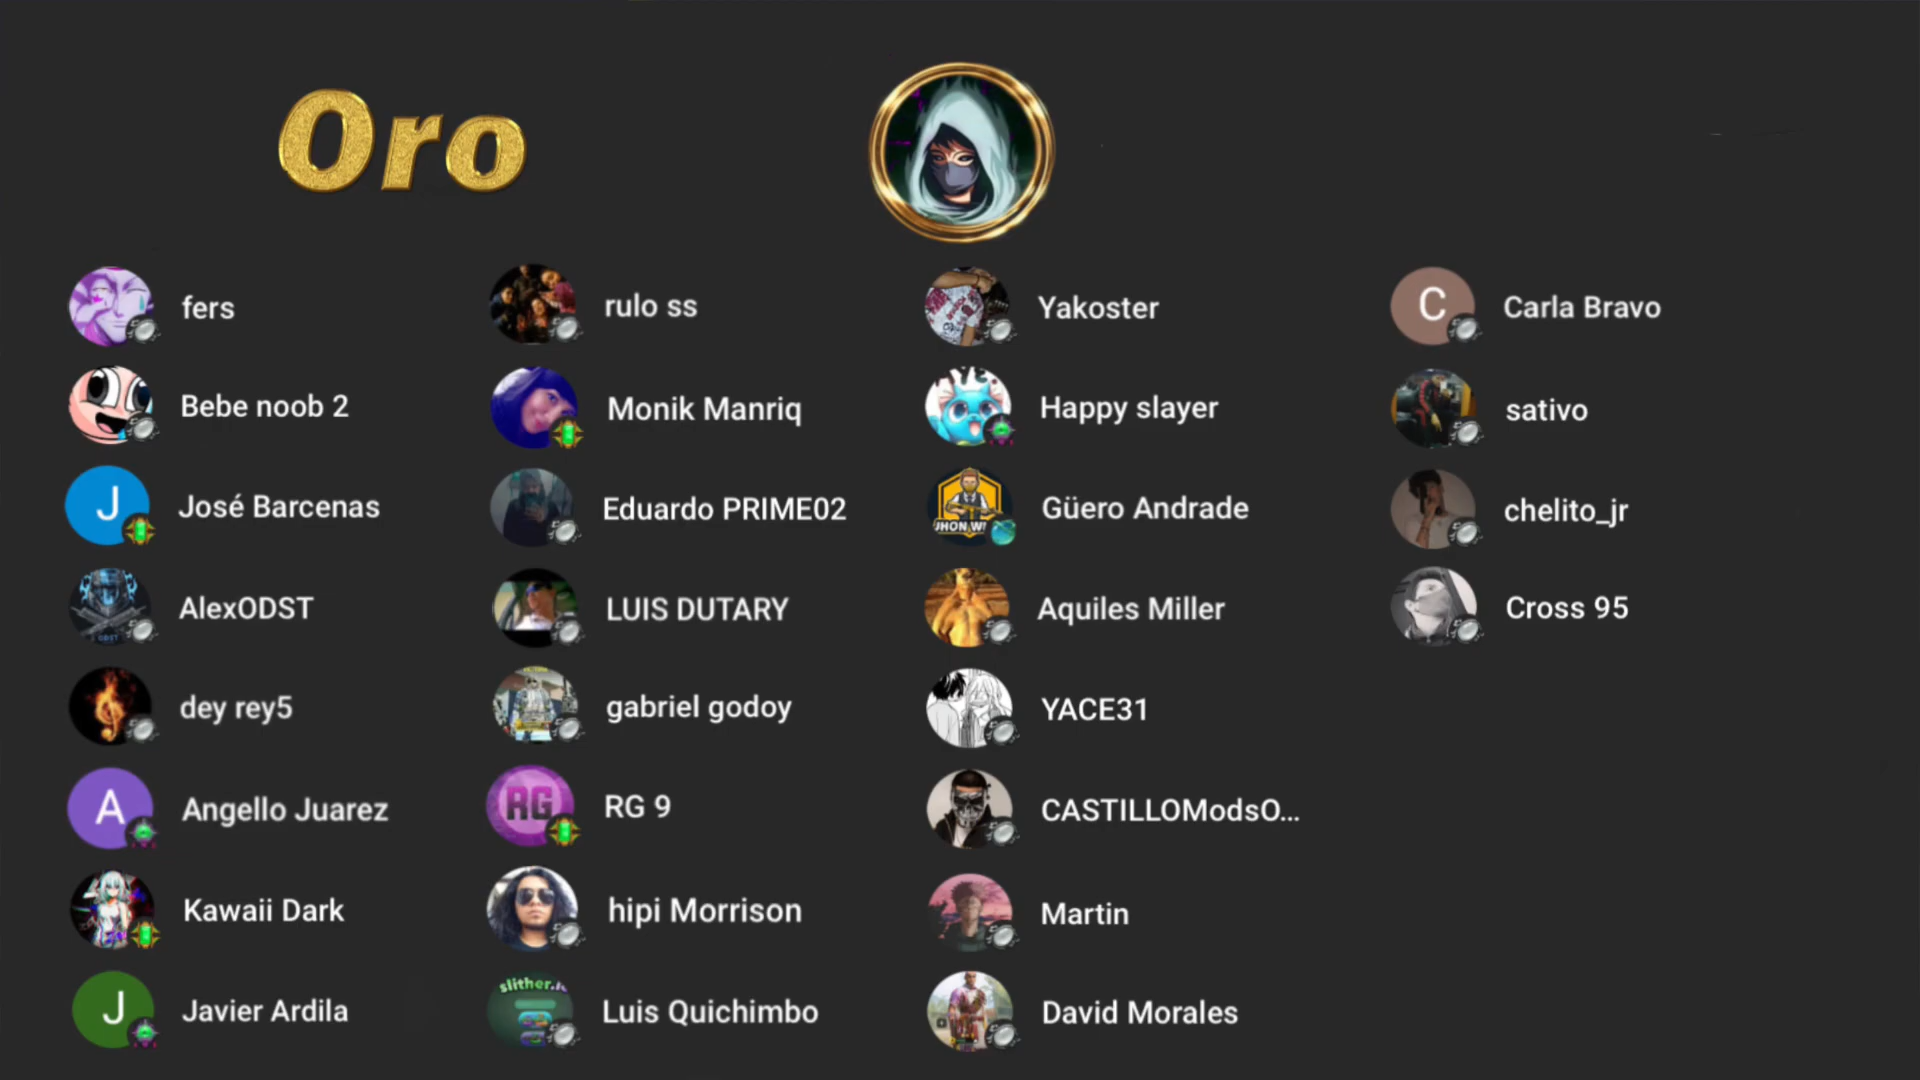 Oro
fers
rulo ss
Yakoster
C
Carla Bravo
Bebe noob 2
Monik Manriq
Happy slayer
sativo
J
José Barcenas
Eduardo PRIME02
Güero Andrade
chelito_jr
AlexODST
LUIS DUTARY
Aquiles Miller
Cross 95
dey rey5
gabriel godoy
YACE31
A
Angello Juarez
RG
RG 9
CASTILLOModsO...
Kawaii Dark
hipi Morrison
Martin
J
Javier Ardila
slither.
Luis Quichimbo
David Morales